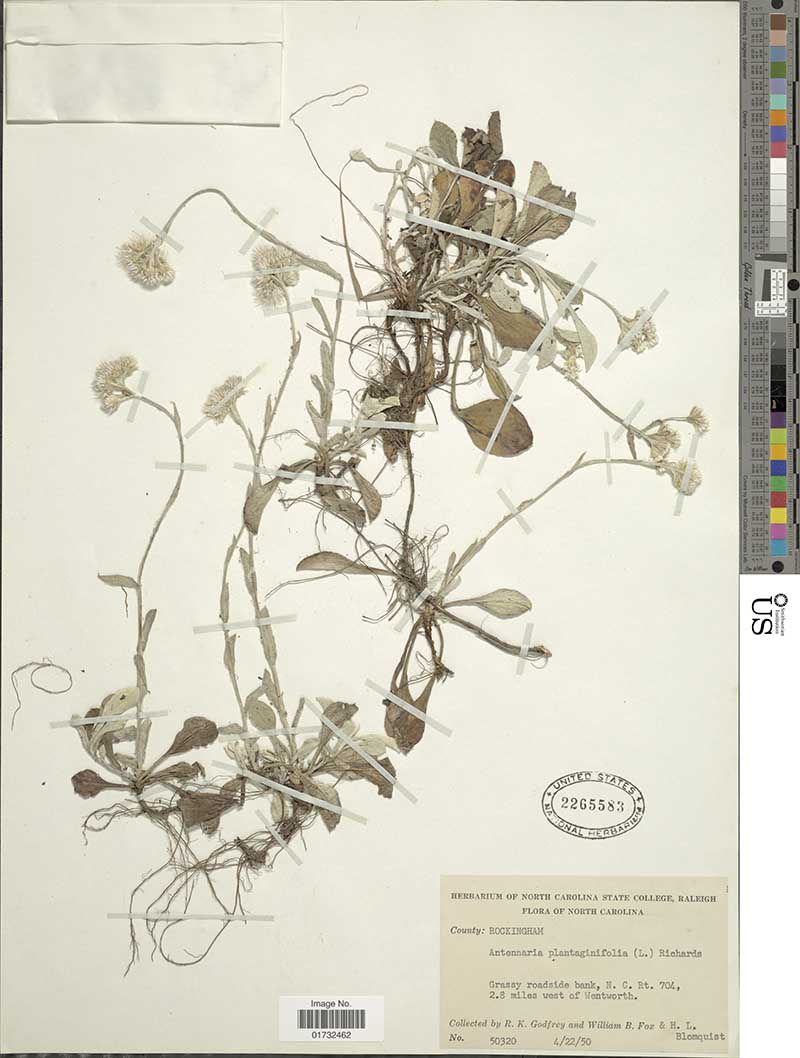 Golden Thread
US
Smithsonian
Institution
UNITED STATES
2265583
NATIONAL HERBARIUM
HERBARIUM OF NORTH CAROLINA STATE COLLEGE, RALEIGH
FLORA OF NORTH CAROLINA
County: ROCKINGHAM
Antennaria plantaginifolia (L.) Richards
Grassy roadside bank, N. C. Rt. 704,
2.8 miles west of Wentworth.
Collected by R. K. Godfrey and William B. Fox & H. L.
Blomquist
No. 50320 4/22/50
Image No.
01732462